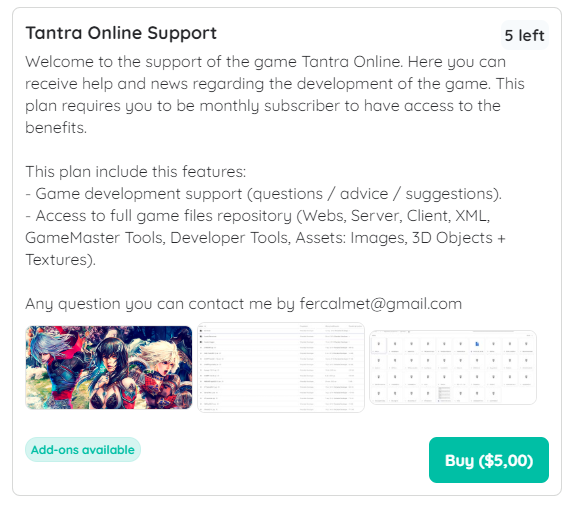 Tantra Online Support
5 left
Welcome to the support of the game Tantra Online. Here you can
receive help and news regarding the development of the game. This
plan requires you to be monthly subscriber to have access to the
benefits.
This plan include this features:
- Game development support (questions / advice / suggestions).
- Access to full game files repository (Webs, Server, Client, XML,
GameMaster Tools, Developer Tools, Assets: Images, 3D Objects +
Textures).
Any question you can contact me by fercalmet@gmail.com
Add-ons available
Buy ($5,00)